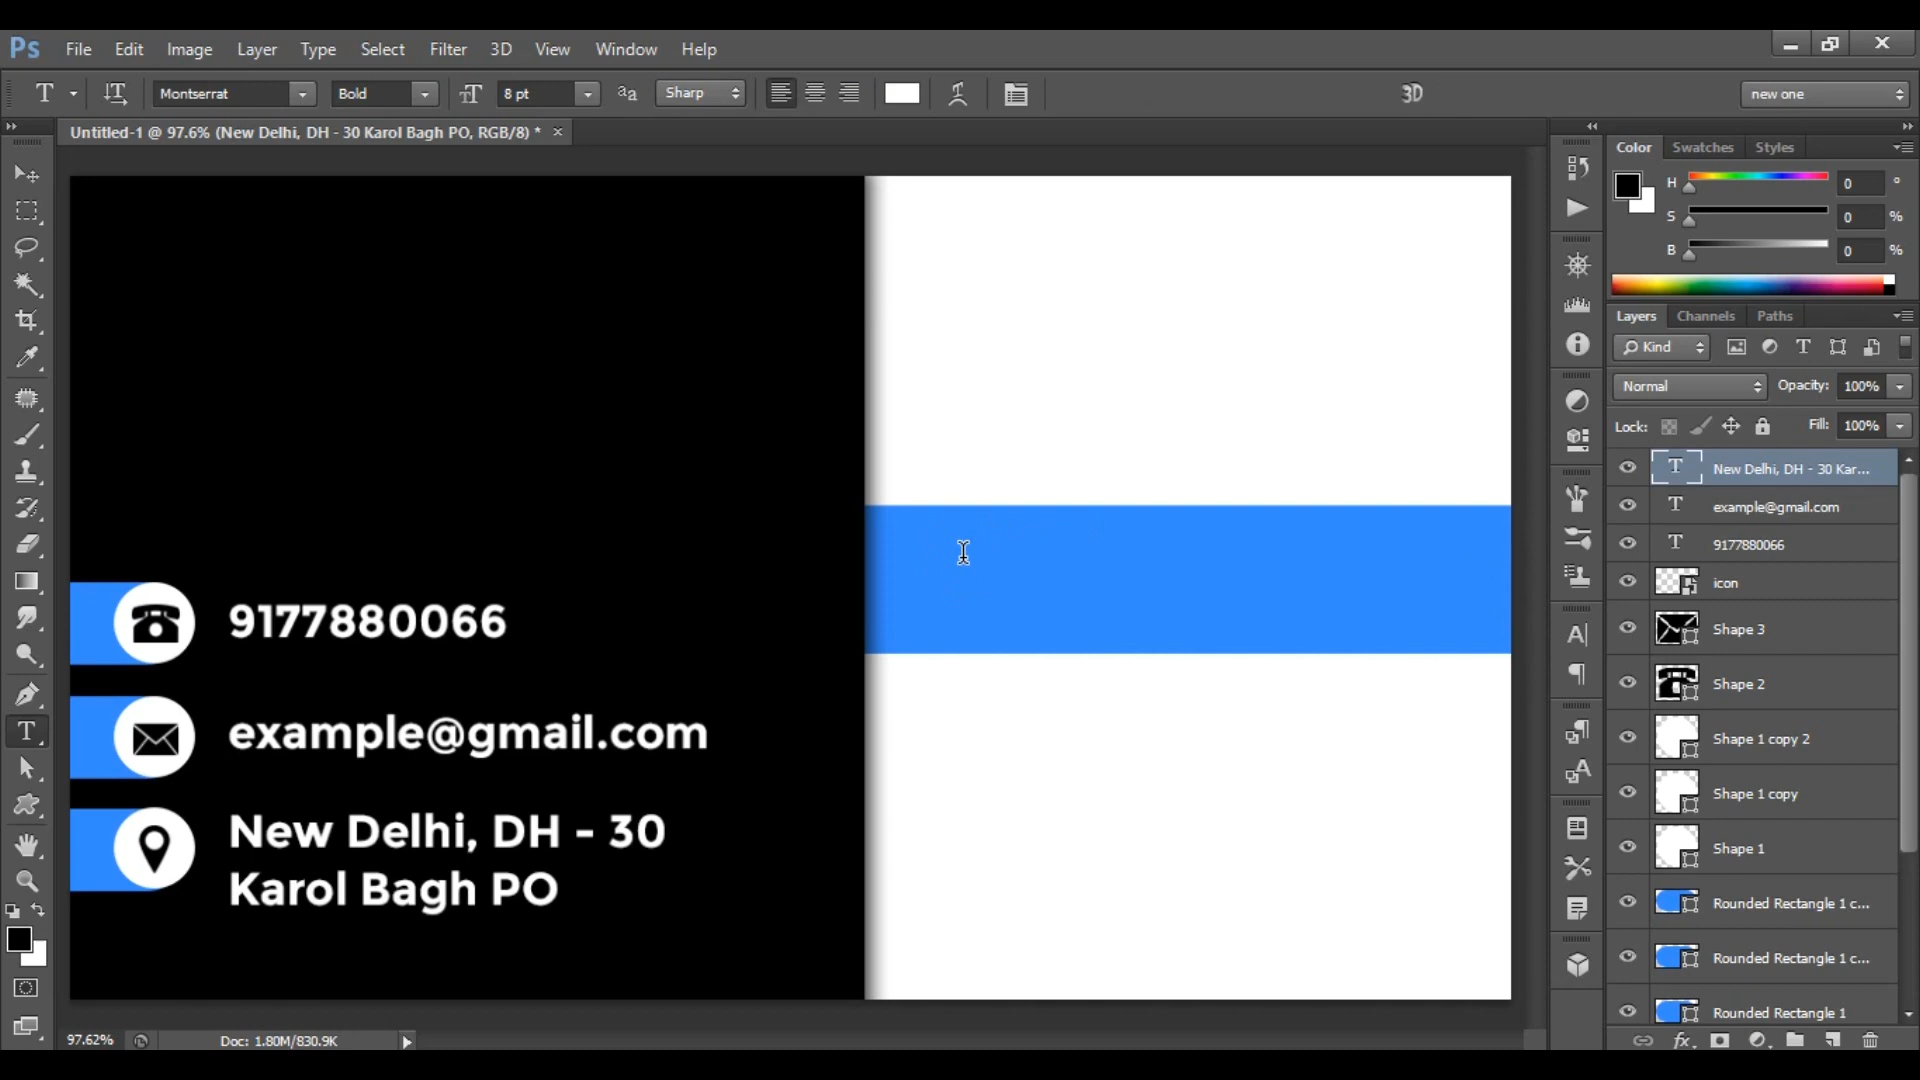 Ps File Edit Image Layer Type Select Filter 3D View Window Help
T Montserrat Bold 8 pt aa Sharp 3D new one
Untitled-1 @ 97.6% (New Delhi, DH - 30 Karol Bagh PO, RGB/8) * ×
Color Swatches Styles
H 0 °
S 0 %
B 0 %
Layers Channels Paths
Kind
Normal Opacity: 100%
Lock: Fill: 100%
New Delhi, DH - 30 Kar...
example@gmail.com
9177880066
icon
Shape 3
Shape 2
Shape 1 copy 2
Shape 1 copy
Shape 1
Rounded Rectangle 1 c...
Rounded Rectangle 1 c...
Rounded Rectangle 1
9177880066
example@gmail.com
New Delhi, DH - 30
Karol Bagh PO
97.62% Doc: 1.80M/830.9K
fx